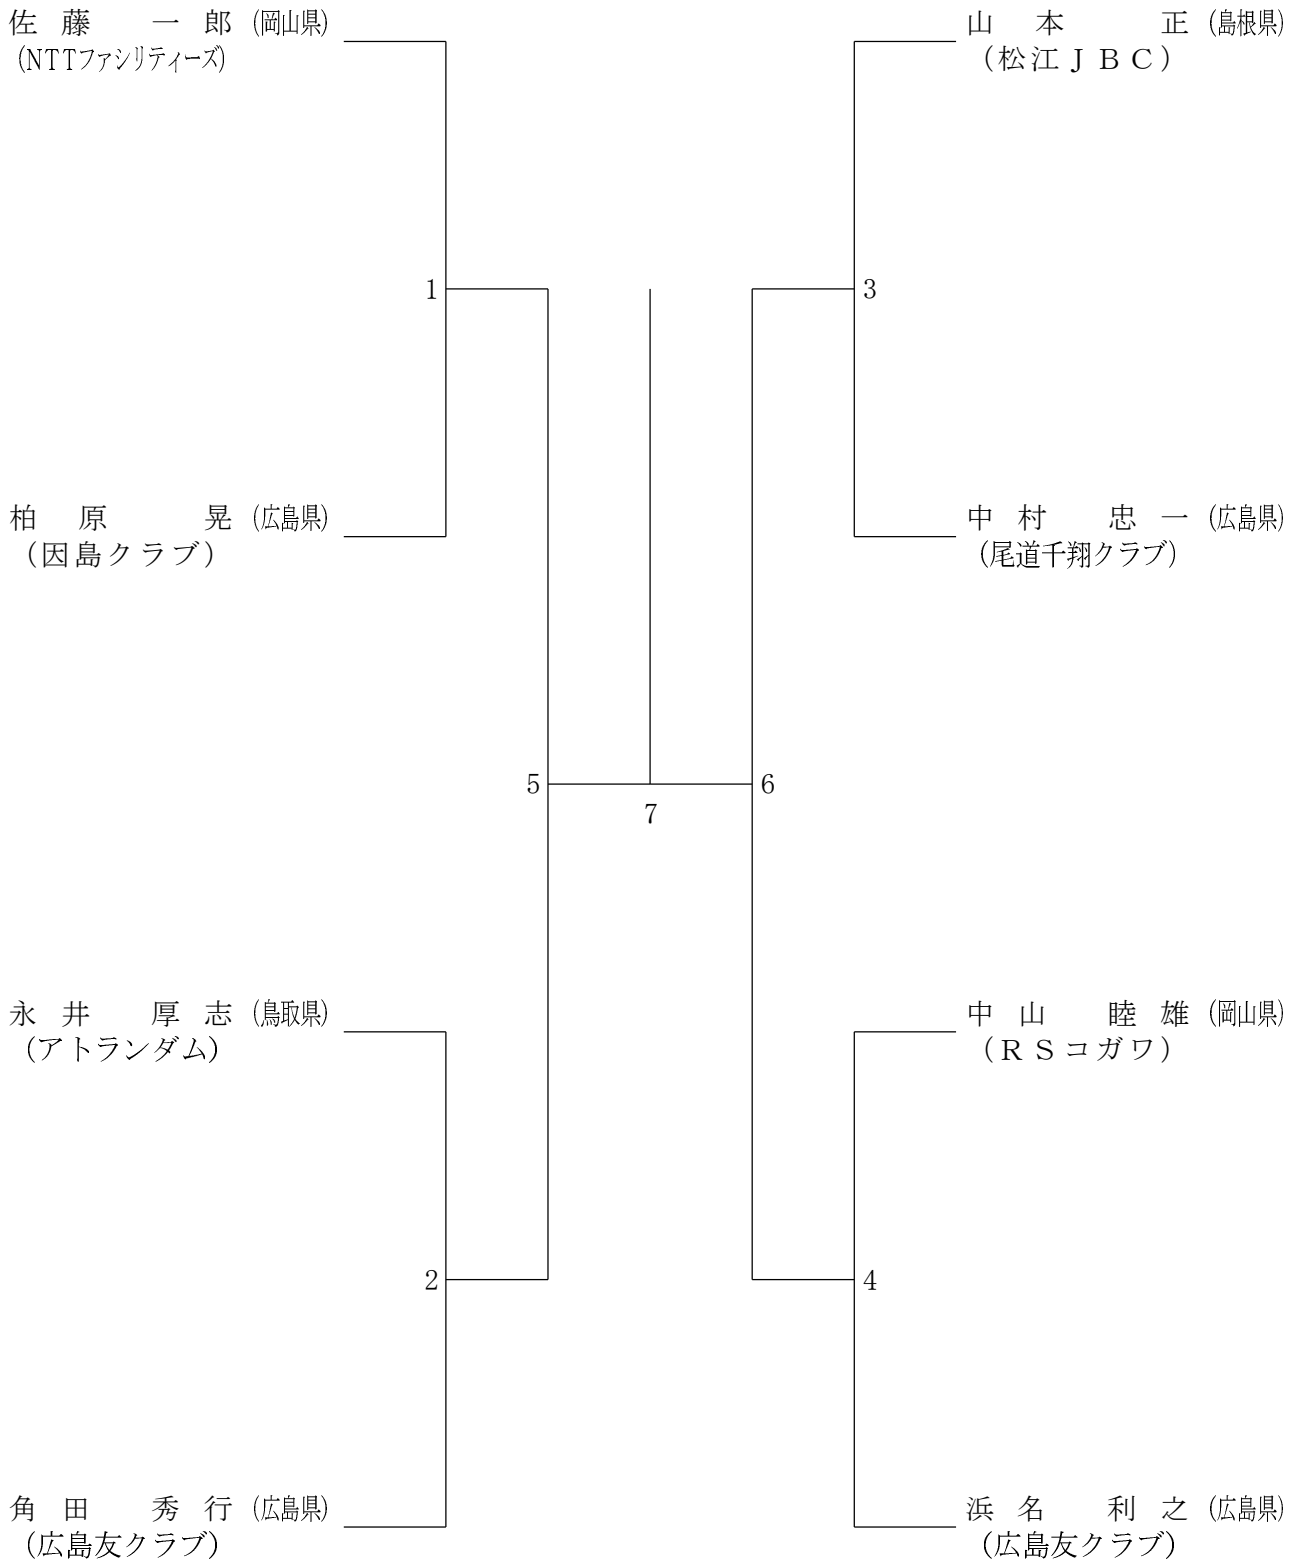 佐藤 一郎 (岡山県)
(NTTファシリティーズ)
1
柏原 晃 (広島県)
(因島クラブ)
永井 厚志 (鳥取県)
(アトランダム)
2
角田 秀行 (広島県)
(広島友クラブ)
5
7
6
山本 正 (島根県)
(松江ＪＢＣ)
3
中村 忠一 (広島県)
(尾道千翔クラブ)
中山 睦雄 (岡山県)
(ＲＳコガワ)
4
浜名 利之 (広島県)
(広島友クラブ)